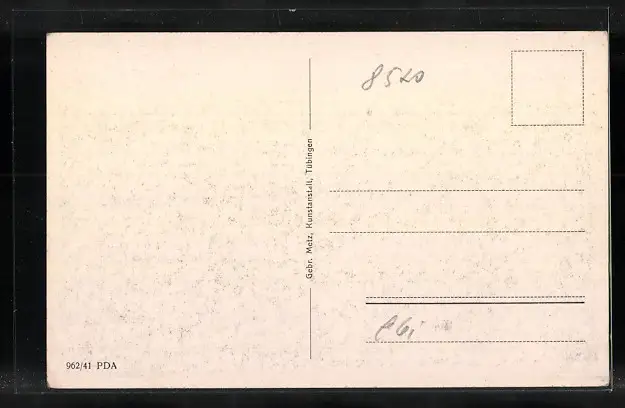 8520
Gebr. Metz, Kunstanstalt, Tübingen
962/41 PDA